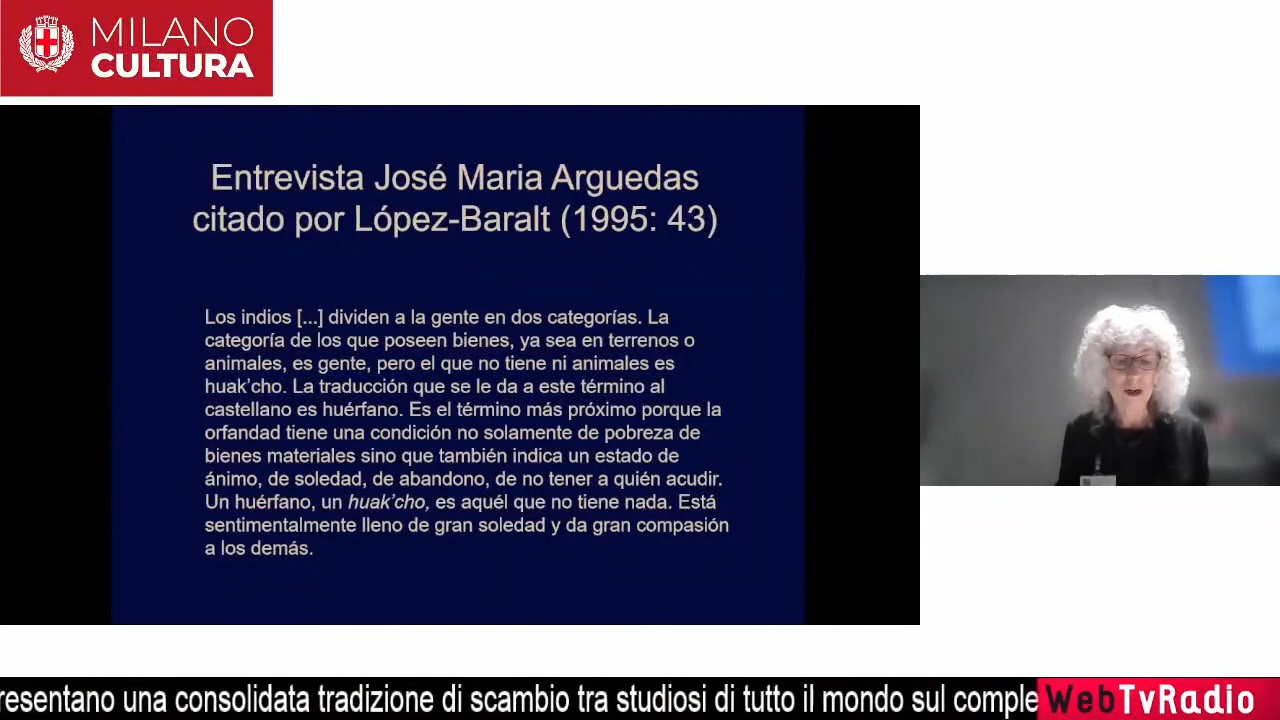 MILANO
CULTURA
Entrevista José Maria Arguedas
citado por López-Baralt (1995: 43)
Los indios [...] dividen a la gente en dos categorías. La
categoría de los que poseen bienes, ya sea en terrenos o
animales, es gente, pero el que no tiene ni animales es
huak’cho. La traducción que se le da a este término al
castellano es huérfano. Es el término más próximo porque la
orfandad tiene una condición no solamente de pobreza de
bienes materiales sino que también indica un estado de
ánimo, de soledad, de abandono, de no tener a quién acudir.
Un huérfano, un huak’cho, es aquél que no tiene nada. Está
sentimentalmente lleno de gran soledad y da gran compasión
a los demás.
resentano una consolidata tradizione di scambio tra studiosi di tutto il mondo sul comple
WebTvRadio